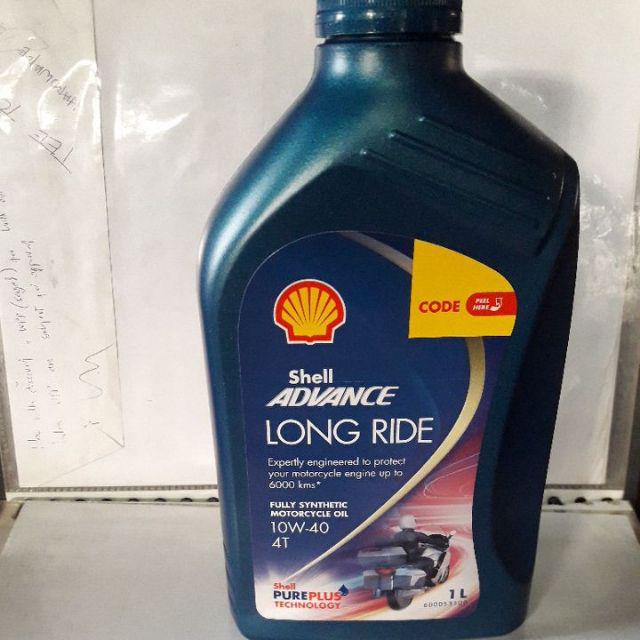 CODE
PEEL
HERE
Shell
ADVANCE
LONG RIDE
Expertly engineered to protect
your motorcycle engine up to
6000 kms*
FULLY SYNTHETIC
MOTORCYCLE OIL
10W-40
4T
Shell
PUREPLUS
TECHNOLOGY
1 L